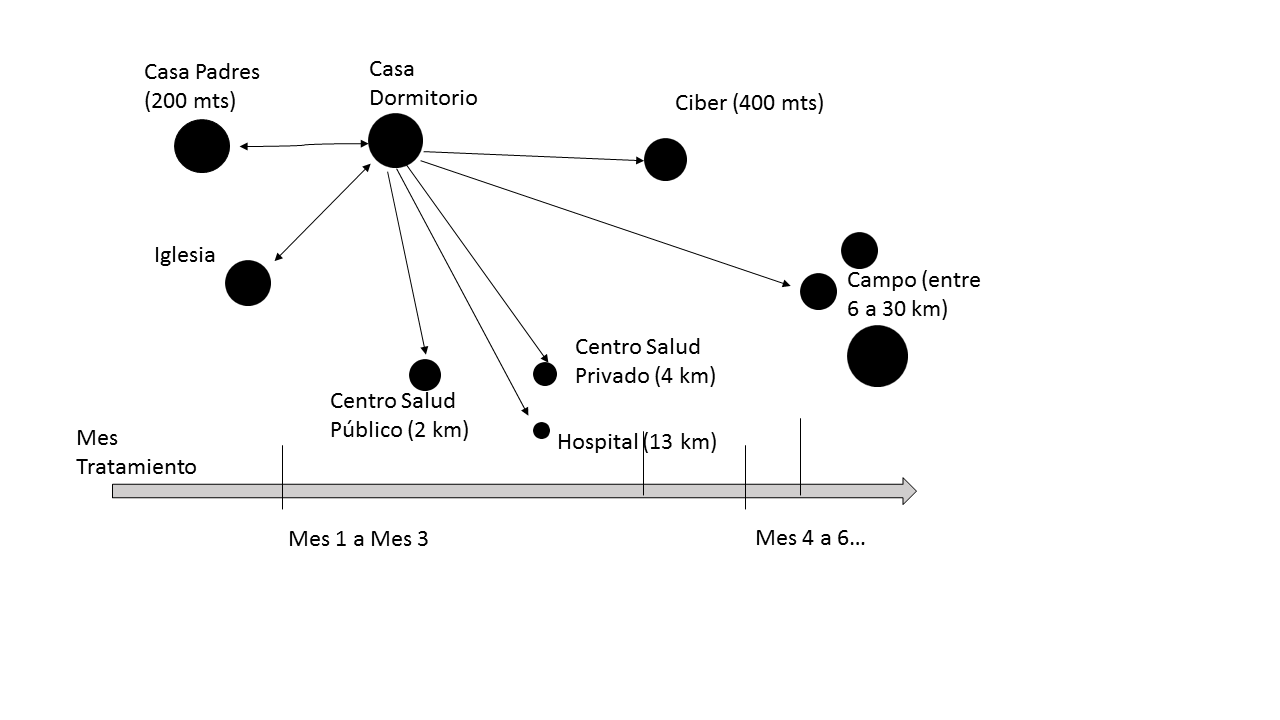 Casa Padres
(200 mts)
Casa
Dormitorio
Ciber (400 mts)
Iglesia
Campo (entre
6 a 30 km)
Centro Salud
Privado (4 km)
Centro Salud
Público (2 km)
Hospital (13 km)
Mes
Tratamiento
Mes 1 a Mes 3
Mes 4 a 6...